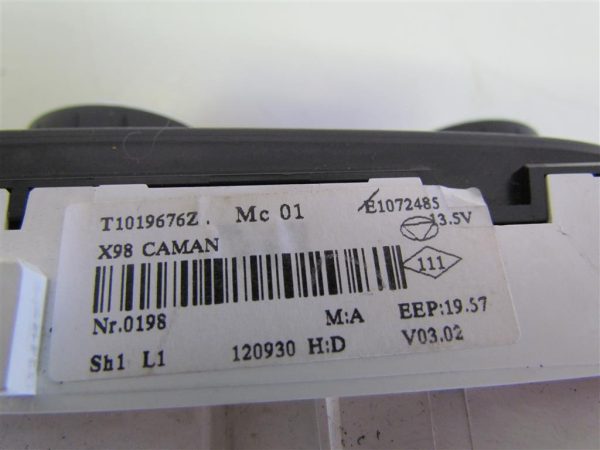 T1019676Z . Mc 01 E1072485
13.5V
X98 CAMAN
111
Nr.0198 M:A EEP:19.57
Sh1 L1 120930 H:D V03.02